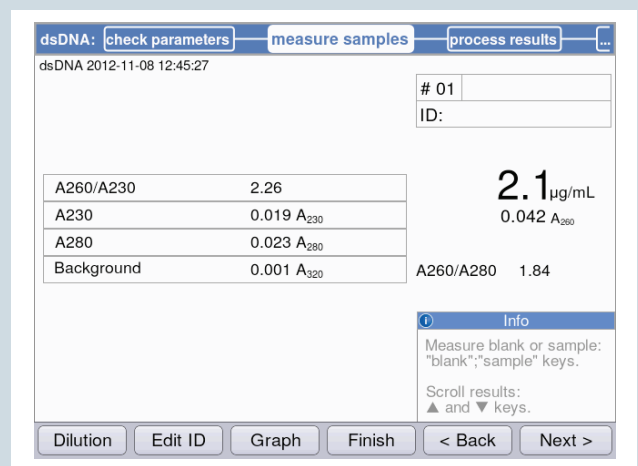 dsDNA: check parameters measure samples process results ...
dsDNA 2012-11-08 12:45:27
# 01
ID:
A260/A230 2.26
A230 0.019 A230
A280 0.023 A280
Background 0.001 A320
2.1 µg/mL
0.042 A260
A260/A280 1.84
Info
Measure blank or sample:
"blank";"sample" keys.
Scroll results:
▲ and ▼ keys.
Dilution Edit ID Graph Finish < Back Next >